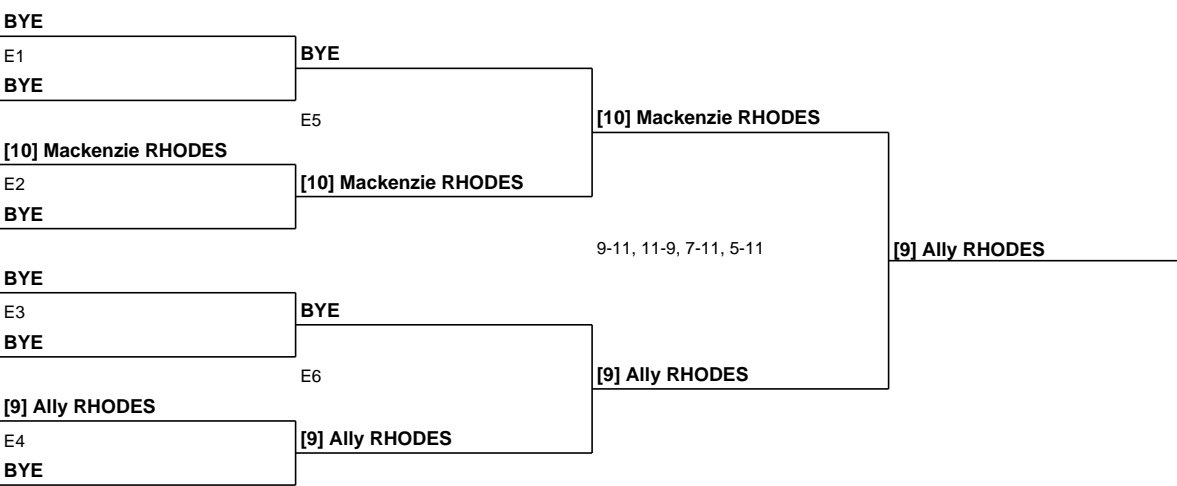 BYE
E1
BYE
BYE
E5
[10] Mackenzie RHODES
[10] Mackenzie RHODES
E2
[10] Mackenzie RHODES
BYE
9-11, 11-9, 7-11, 5-11
[9] Ally RHODES
BYE
E3
BYE
BYE
E6
[9] Ally RHODES
[9] Ally RHODES
E4
[9] Ally RHODES
BYE